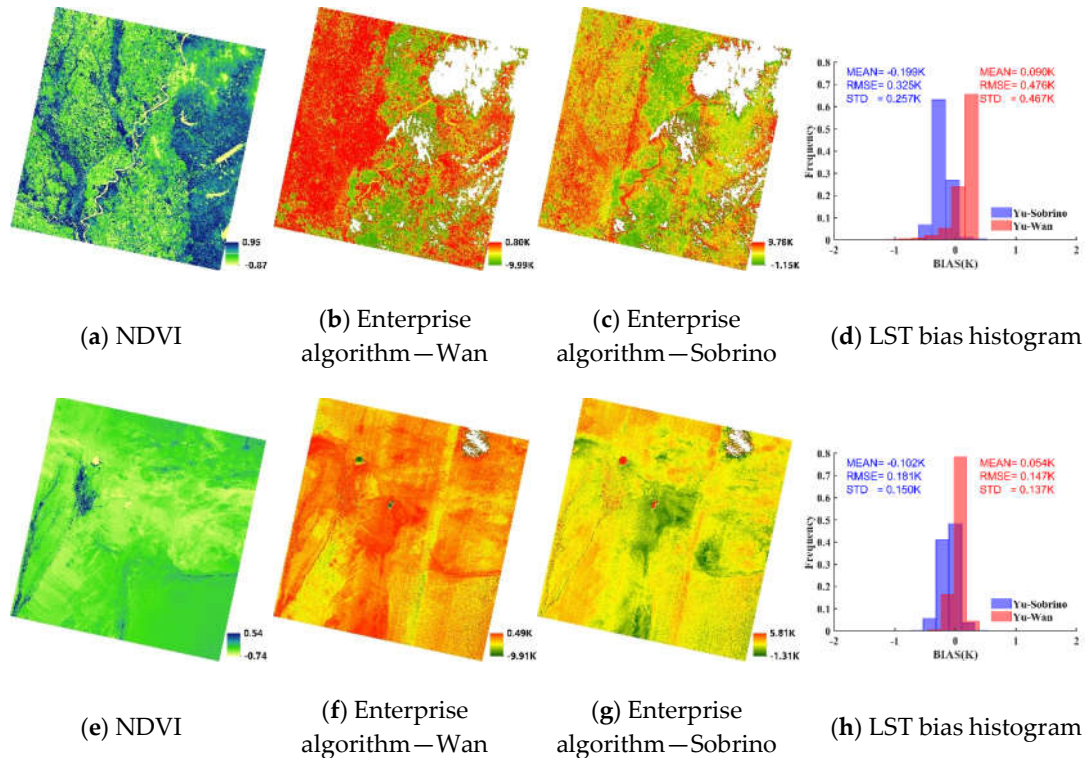 0.95
-0.87
0.80K
-9.99K
9.78K
-1.15K
MEAN= -0.199K
RMSE= 0.325K
STD = 0.257K
MEAN= 0.090K
RMSE= 0.476K
STD = 0.467K
0.8
0.7
0.6
0.5
0.4
0.3
0.2
0.1
0
Frequency
Yu-Sobrino
Yu-Wan
-2 -1 0 1 2
BIAS(K)
(a) NDVI
(b) Enterprise
algorithm—Wan
(c) Enterprise
algorithm—Sobrino
(d) LST bias histogram
0.54
-0.74
0.49K
-9.91K
5.81K
-1.31K
MEAN= -0.102K
RMSE= 0.181K
STD = 0.150K
MEAN= 0.054K
RMSE= 0.147K
STD = 0.137K
0.8
0.7
0.6
0.5
0.4
0.3
0.2
0.1
0
Frequency
Yu-Sobrino
Yu-Wan
-2 -1 0 1 2
BIAS(K)
(e) NDVI
(f) Enterprise
algorithm—Wan
(g) Enterprise
algorithm—Sobrino
(h) LST bias histogram